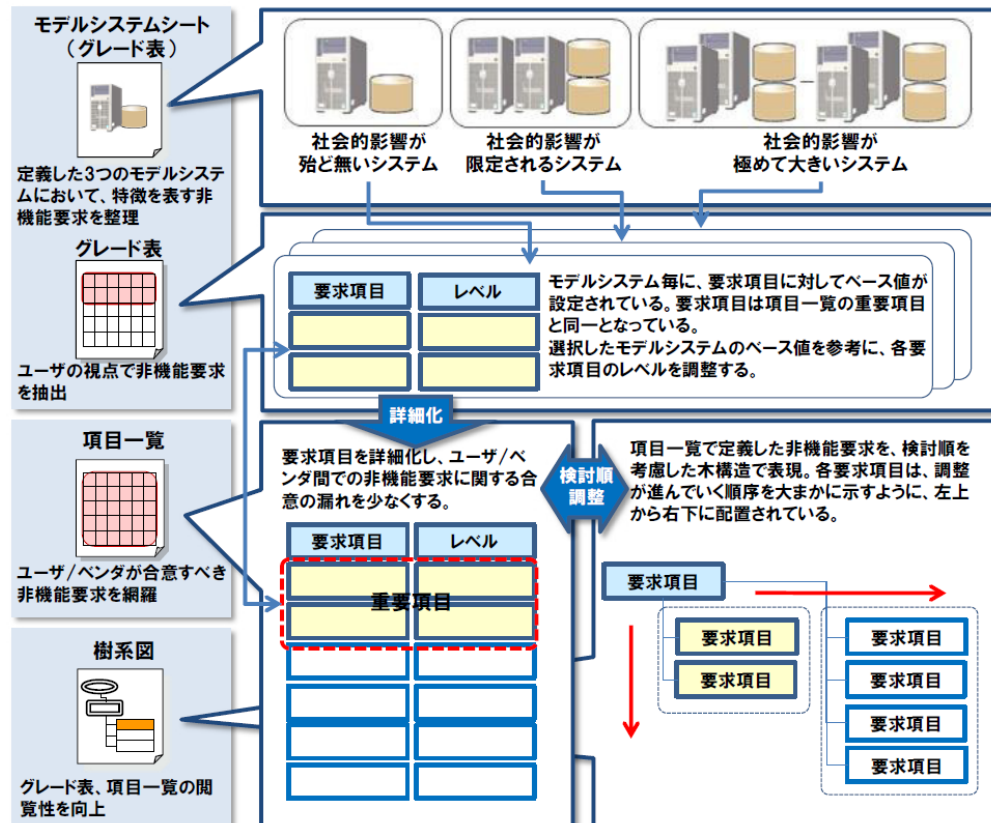 モデルシステムシート
(グレード表)
定義した3つのモデルシステ
ムにおいて、特徴を表す非
機能要求を整理
グレード表
ユーザの視点で非機能要求
を抽出
項目一覧
ユーザ/ベンダが合意すべき
非機能要求を網羅
樹系図
グレード表、項目一覧の閲
覧性を向上
社会的影響が
殆ど無いシステム
社会的影響が
限定されるシステム
社会的影響が
極めて大きいシステム
要求項目
レベル
モデルシステム毎に、要求項目に対してベース値が
設定されている。要求項目は項目一覧の重要項目
と同一となっている。
選択したモデルシステムのベース値を参考に、各要
求項目のレベルを調整する。
詳細化
要求項目を詳細化し、ユーザ/ベ
ンダ間での非機能要求に関する合
意の漏れを少なくする。
要求項目
レベル
重要項目
検討順
調整
項目一覧で定義した非機能要求を、検討順を
考慮した木構造で表現。各要求項目は、調整
が進んでいく順序を大まかに示すように、左上
から右下に配置されている。
要求項目
要求項目
要求項目
要求項目
要求項目
要求項目
要求項目